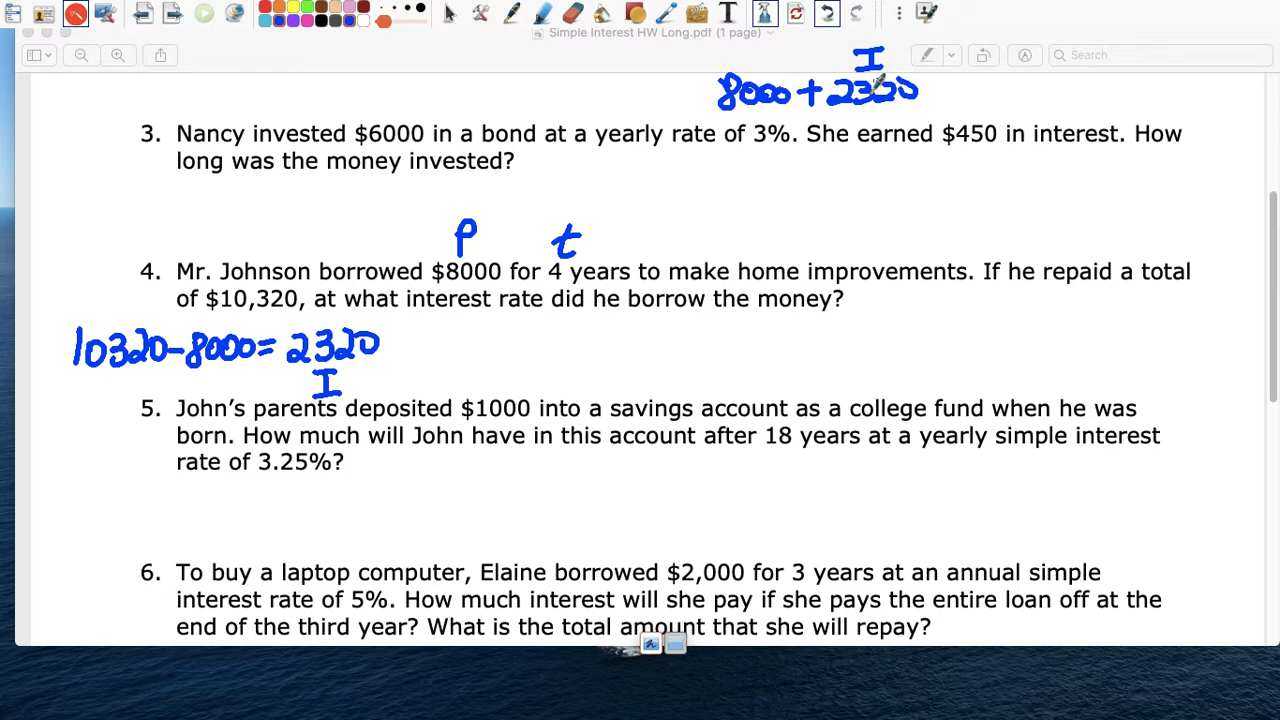 Simple Interest HW Long.pdf (1 page)
Search
I
8000 + 2320
3. Nancy invested $6000 in a bond at a yearly rate of 3%. She earned $450 in interest. How
long was the money invested?
P t
4. Mr. Johnson borrowed $8000 for 4 years to make home improvements. If he repaid a total
of $10,320, at what interest rate did he borrow the money?
10320-8000= 2320
I
5. John’s parents deposited $1000 into a savings account as a college fund when he was
born. How much will John have in this account after 18 years at a yearly simple interest
rate of 3.25%?
6. To buy a laptop computer, Elaine borrowed $2,000 for 3 years at an annual simple
interest rate of 5%. How much interest will she pay if she pays the entire loan off at the
end of the third year? What is the total amount that she will repay?